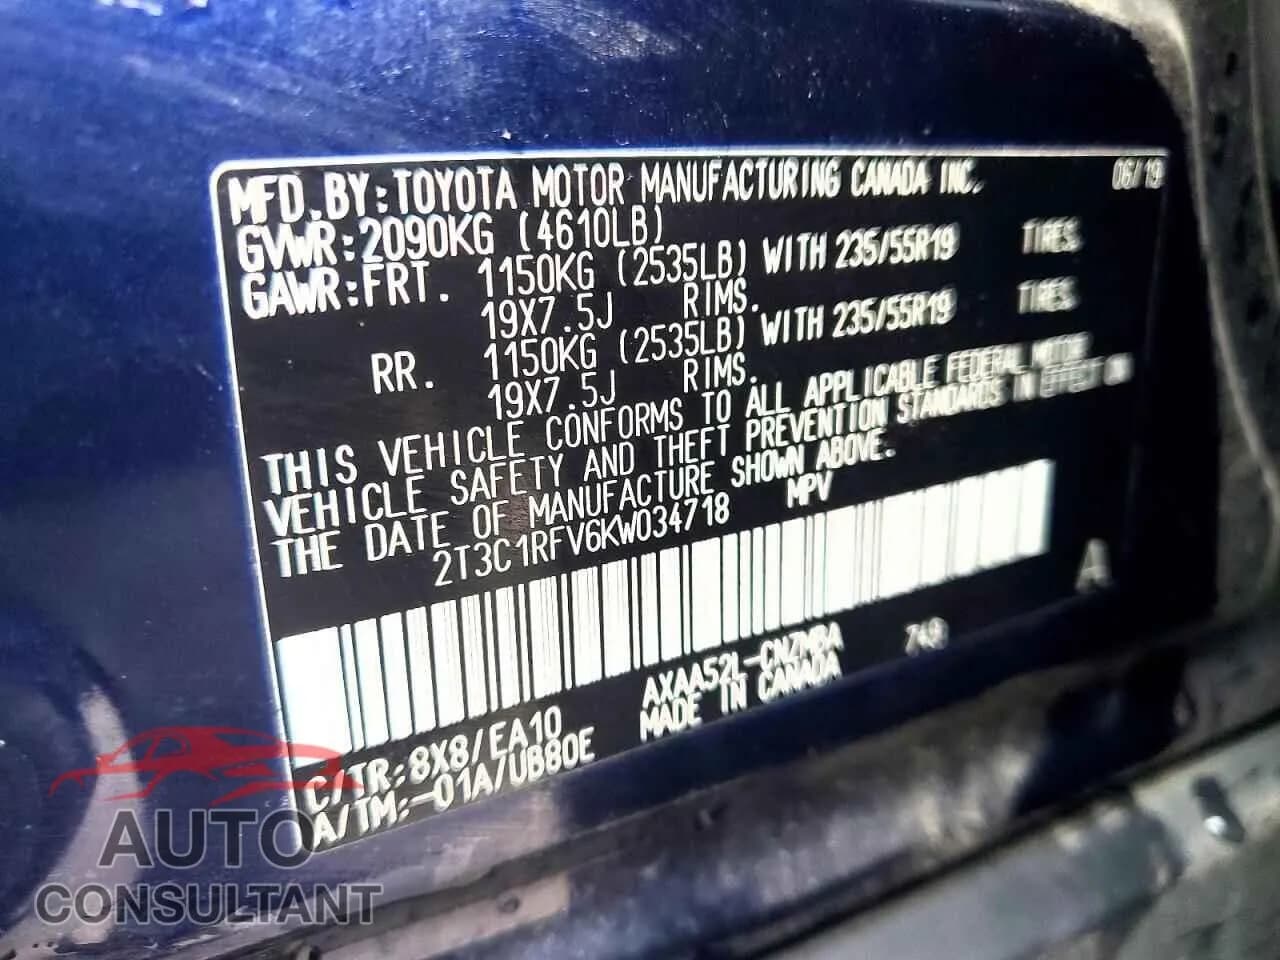 MFD.BY:TOYOTA MOTOR MANUFACTURING CANADA INC. 06/19
GVWR:2090KG (4610LB)
GAWR:FRT. 1150KG (2535LB) WITH 235/55R19 TIRES.
19X7.5J RIMS.
RR. 1150KG (2535LB) WITH 235/55R19 TIRES.
19X7.5J RIMS.
THIS VEHICLE CONFORMS TO ALL APPLICABLE FEDERAL MOTOR
VEHICLE SAFETY AND THEFT PREVENTION STANDARDS IN EFFECT ON
THE DATE OF MANUFACTURE SHOWN ABOVE.
2T3C1RFV6KW034718 MPV
A
C/TR:8X8/EA10 AXAA52L-CNZMBA 749
A/TM:-01A/UB80E MADE IN CANADA
AUTO
CONSULTANT